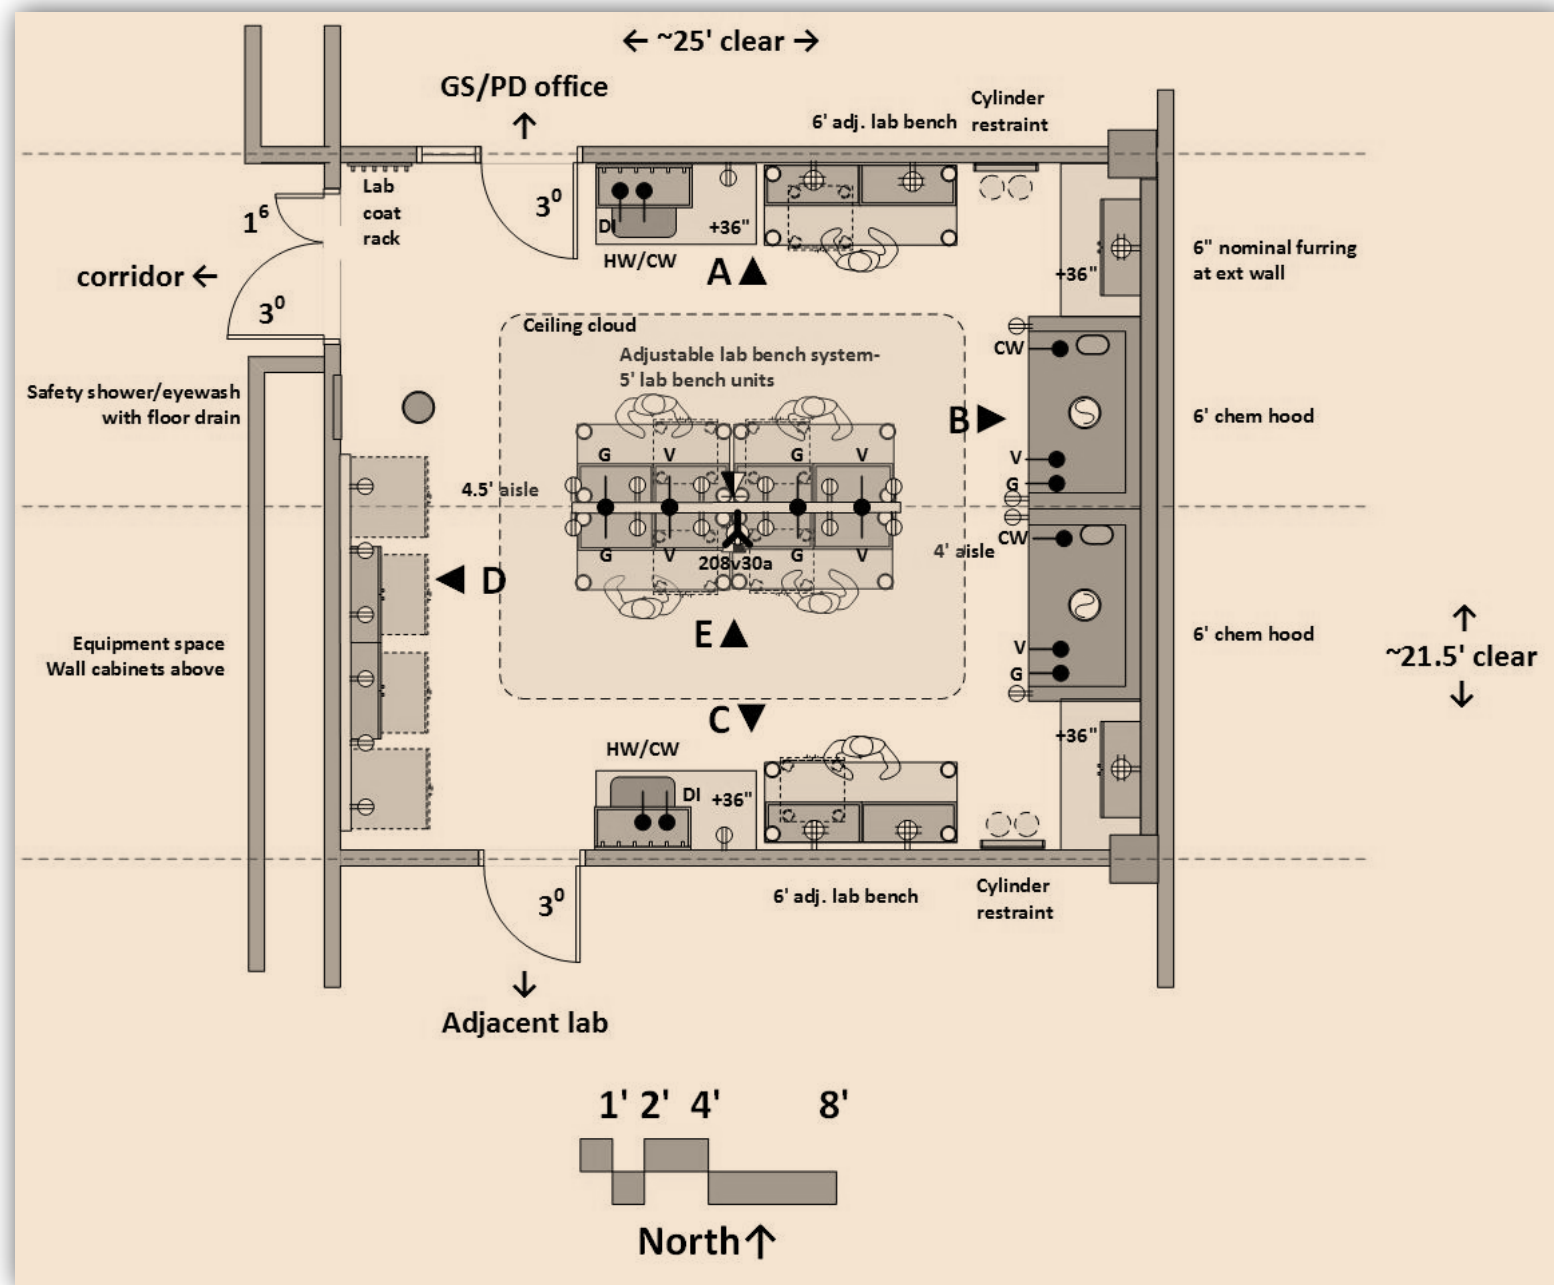 ← ~25' clear →
GS/PD office
↑
6' adj. lab bench
Cylinder
restraint
Lab
coat
rack
1⁶
3⁰
DI
+36"
HW/CW
A
corridor ←
3⁰
+36"
6" nominal furring
at ext wall
Ceiling cloud
CW
Adjustable lab bench system-
5' lab bench units
Safety shower/eyewash
with floor drain
B
6' chem hood
G
V
G
V
V
G
4.5' aisle
CW
4' aisle
G
V
G
V
208v30a
D
E
Equipment space
Wall cabinets above
V
G
6' chem hood
↑
~21.5' clear
↓
C
HW/CW
DI
+36"
+36"
3⁰
6' adj. lab bench
Cylinder
restraint
↓
Adjacent lab
1' 2' 4' 8'
North↑